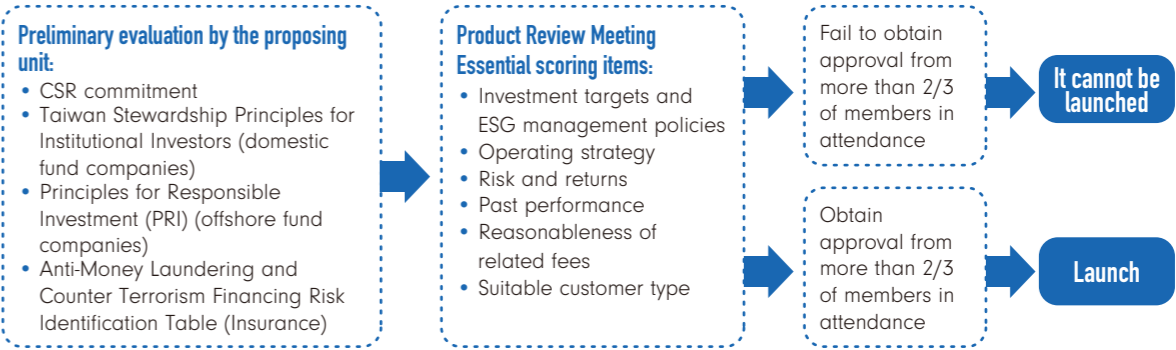 Preliminary evaluation by the proposing
unit:
• CSR commitment
• Taiwan Stewardship Principles for
Institutional Investors (domestic
fund companies)
• Principles for Responsible
Investment (PRI) (offshore fund
companies)
• Anti-Money Laundering and
Counter Terrorism Financing Risk
Identification Table (Insurance)
Product Review Meeting
Essential scoring items:
• Investment targets and
ESG management policies
• Operating strategy
• Risk and returns
• Past performance
• Reasonableness of
related fees
• Suitable customer type
Fail to obtain
approval from
more than 2/3
of members in
attendance
It cannot be
launched
Obtain
approval from
more than 2/3
of members in
attendance
Launch